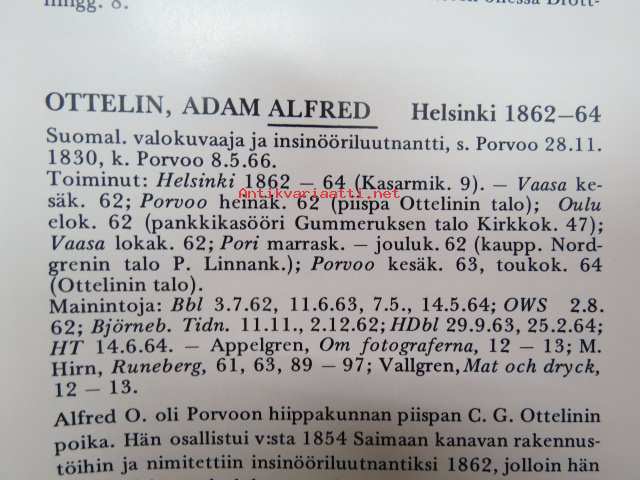 OTTELIN, ADAM ALFRED Helsinki 1862–64
Suomal. valokuvaaja ja insinööriluutnantti, s. Porvoo 28.11.
1830, k. Porvoo 8.5.66.
Antikvariaatti.net
Toiminut: Helsinki 1862 – 64 (Kasarmik. 9). – Vaasa ke-
säk. 62; Porvoo heinäk. 62 (piispa Ottelinin talo); Oulu
elok. 62 (pankkikasööri Gummeruksen talo Kirkkok. 47);
Vaasa lokak. 62; Pori marrask. – jouluk. 62 (kaupp. Nord-
grenin talo P. Linnank.); Porvoo kesäk. 63, toukok. 64
(Ottelinin talo).
Mainintoja: Bbl 3.7.62, 11.6.63, 7.5., 14.5.64; OWS 2.8.
62; Björneb. Tidn. 11.11., 2.12.62; HDbl 29.9.63, 25.2.64;
HT 14.6.64. – Appelgren, Om fotograferna, 12 – 13; M.
Hirn, Runeberg, 61, 63, 89 – 97; Vallgren, Mat och dryck,
12 – 13.
Alfred O. oli Porvoon hiippakunnan piispan C. G. Ottelinin
poika. Hän osallistui v:sta 1854 Saimaan kanavan rakennus-
töihin ja nimitettiin insinööriluutnantiksi 1862, jolloin hän